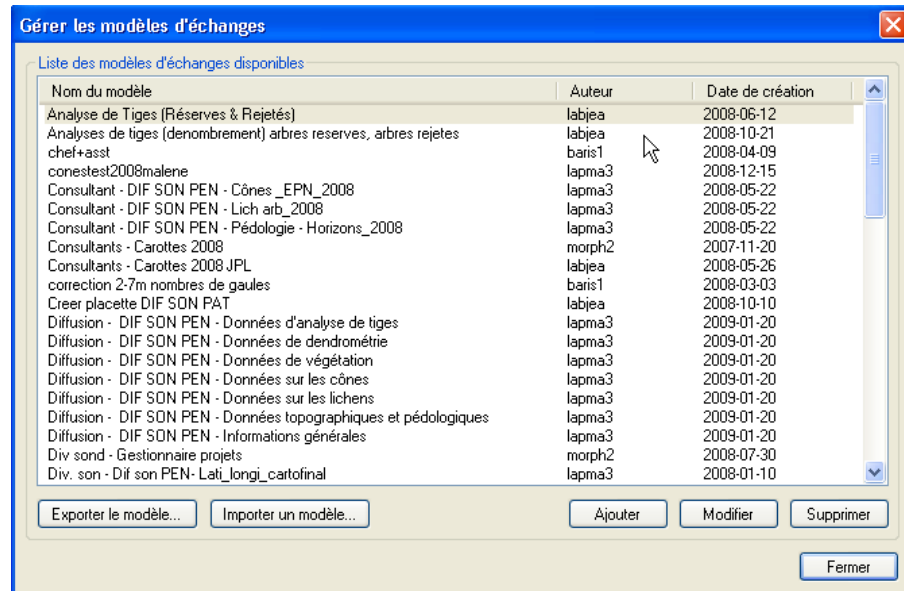 Gérer les modèles d'échanges
Liste des modèles d'échanges disponibles
Nom du modèle Auteur Date de création
Analyse de Tiges (Réserves & Rejetés) labjea 2008-06-12
Analyses de tiges (denombrement) arbres reserves, arbres rejetes labjea 2008-10-21
chef+asst baris1 2008-04-09
conestest2008malene lapma3 2008-12-15
Consultant - DIF SON PEN - Cônes _EPN_2008 lapma3 2008-05-22
Consultant - DIF SON PEN - Lich arb_2008 lapma3 2008-05-22
Consultant - DIF SON PEN - Pédologie - Horizons_2008 lapma3 2008-05-22
Consultants - Carottes 2008 morph2 2007-11-20
Consultants - Carottes 2008 JPL labjea 2008-05-26
correction 2-7m nombres de gaules baris1 2008-03-03
Creer placette DIF SON PAT labjea 2008-10-10
Diffusion -  DIF SON PEN - Données d'analyse de tiges lapma3 2009-01-20
Diffusion -  DIF SON PEN - Données de dendrométrie lapma3 2009-01-20
Diffusion -  DIF SON PEN - Données de végétation lapma3 2009-01-20
Diffusion -  DIF SON PEN - Données sur les cônes lapma3 2009-01-20
Diffusion -  DIF SON PEN - Données sur les lichens lapma3 2009-01-20
Diffusion -  DIF SON PEN - Données topographiques et pédologiques lapma3 2009-01-20
Diffusion -  DIF SON PEN - Informations générales lapma3 2009-01-20
Div sond - Gestionnaire projets morph2 2008-07-30
Div. son - Dif son PEN- Lati_longi_cartofinal lapma3 2008-01-10
Exporter le modèle... Importer un modèle... Ajouter Modifier Supprimer
Fermer